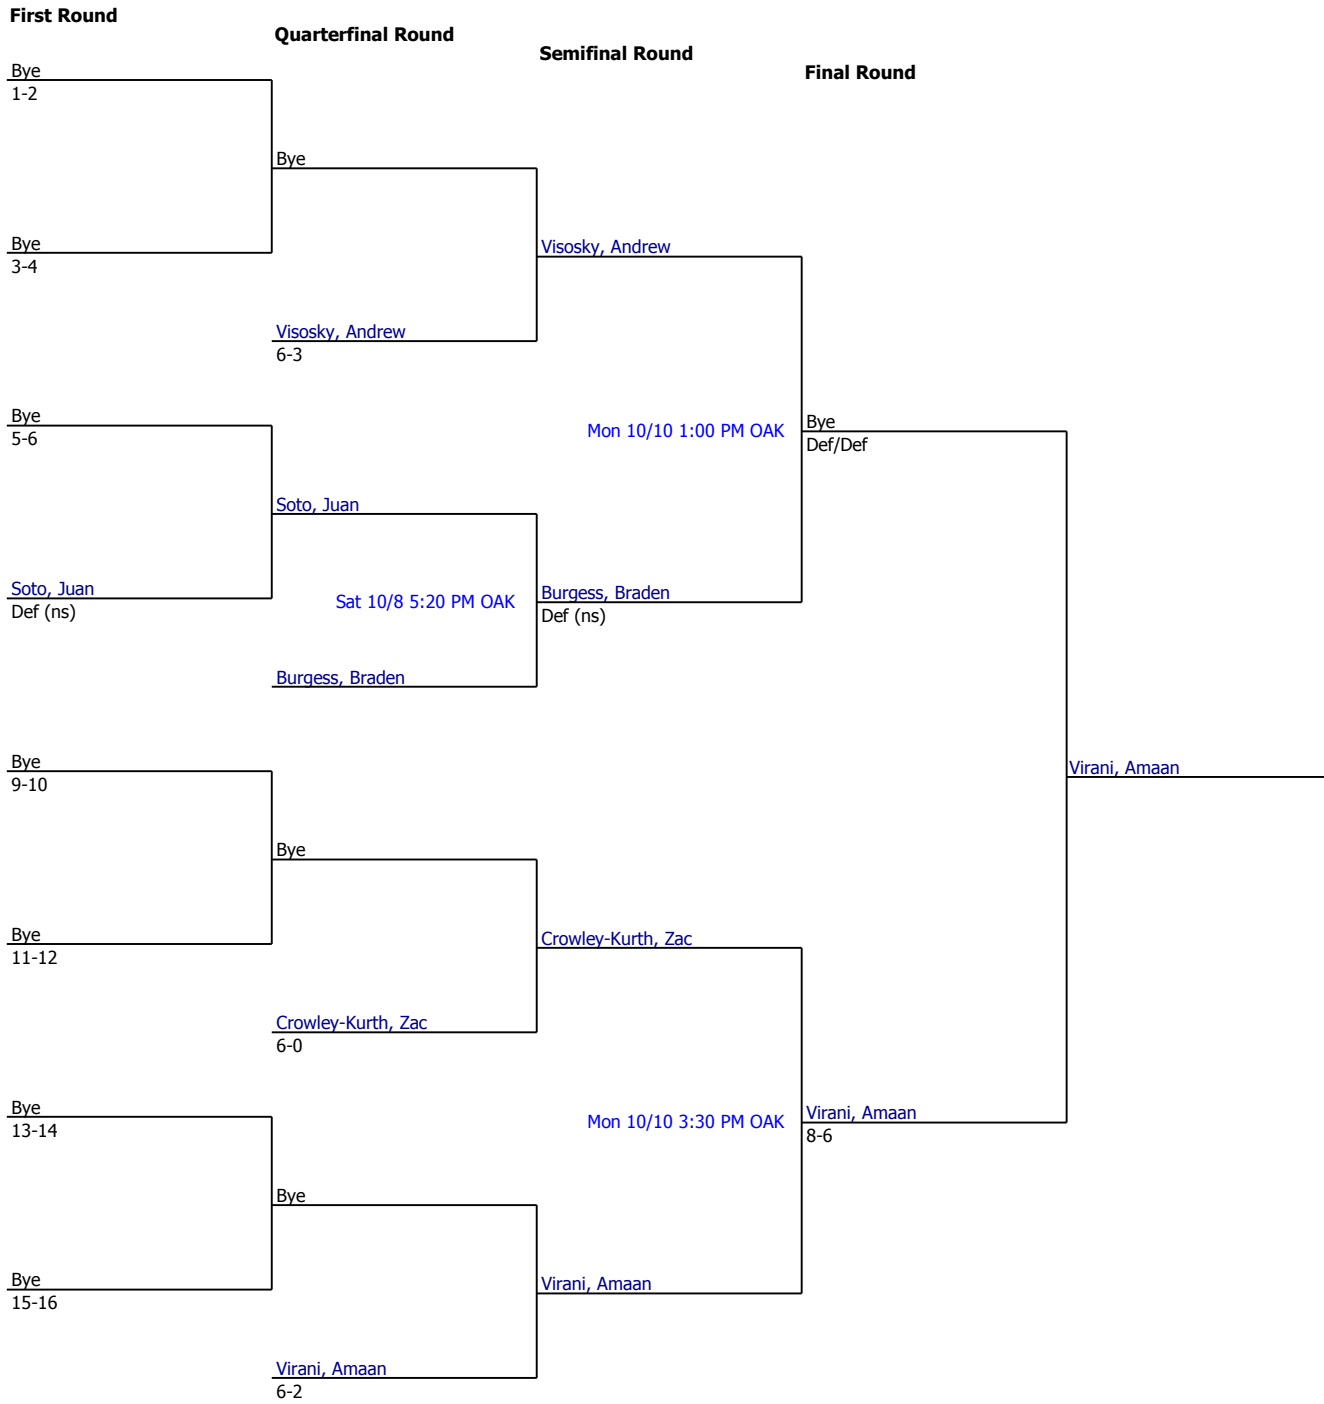 First Round
Quarterfinal Round
Semifinal Round
Final Round
Bye
1-2
Bye
Bye
3-4
Visosky, Andrew
Visosky, Andrew
6-3
Bye
5-6
Mon 10/10 1:00 PM OAK
Bye
Def/Def
Soto, Juan
Soto, Juan
Def (ns)
Sat 10/8 5:20 PM OAK
Burgess, Braden
Def (ns)
Burgess, Braden
Bye
9-10
Virani, Amaan
Bye
Bye
11-12
Crowley-Kurth, Zac
Crowley-Kurth, Zac
6-0
Bye
13-14
Mon 10/10 3:30 PM OAK
Virani, Amaan
8-6
Bye
Bye
15-16
Virani, Amaan
Virani, Amaan
6-2